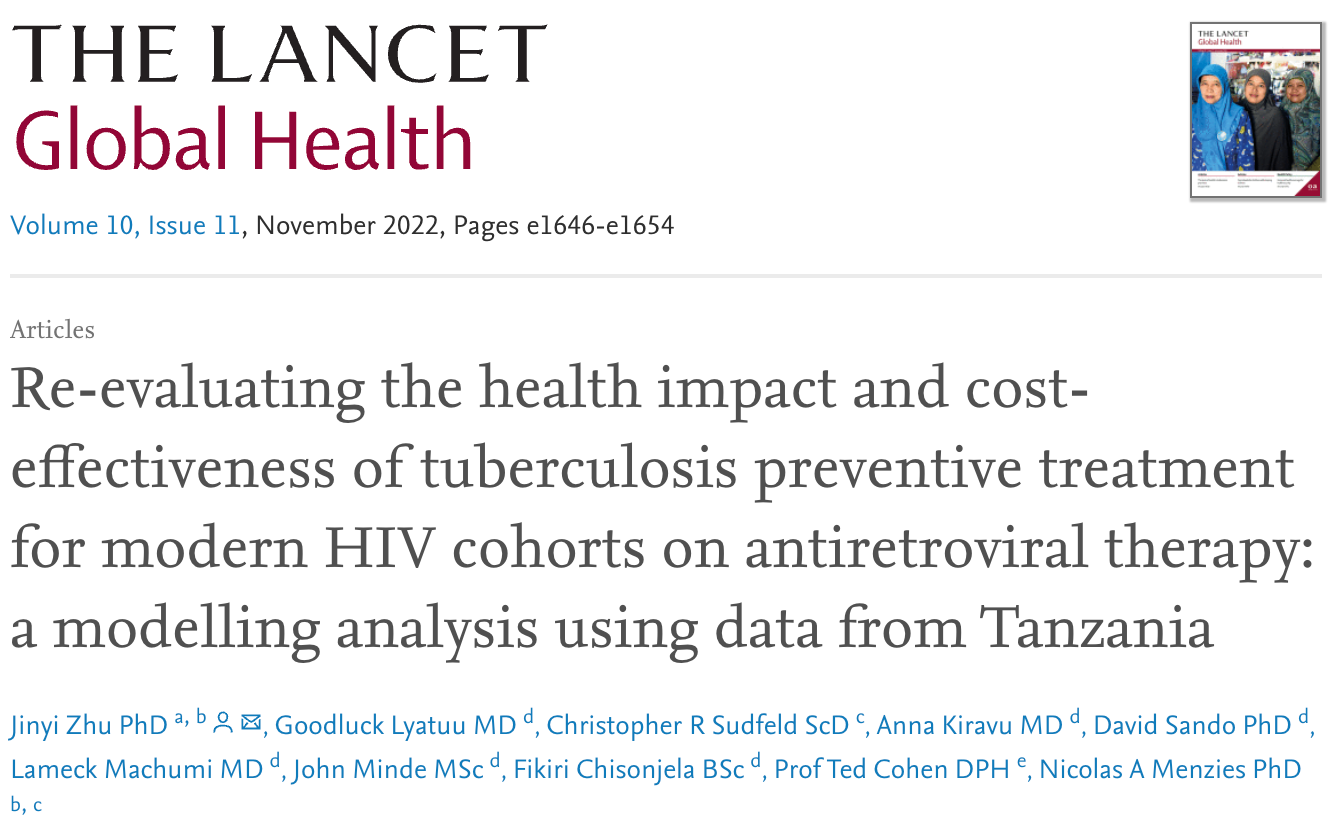 THE LANCET
Global Health
THE LANCET
Global Health
Volume 10, Issue 11, November 2022, Pages e1646-e1654
Articles
Re-evaluating the health impact and cost-
effectiveness of tuberculosis preventive treatment
for modern HIV cohorts on antiretroviral therapy:
a modelling analysis using data from Tanzania
Jinyi Zhu PhD a, b, Goodluck Lyatuu MD d, Christopher R Sudfeld ScD c, Anna Kiravu MD d, David Sando PhD d,
Lameck Machumi MD d, John Minde MSc d, Fikiri Chisonjela BSc d, Prof Ted Cohen DPH e, Nicolas A Menzies PhD
b, c